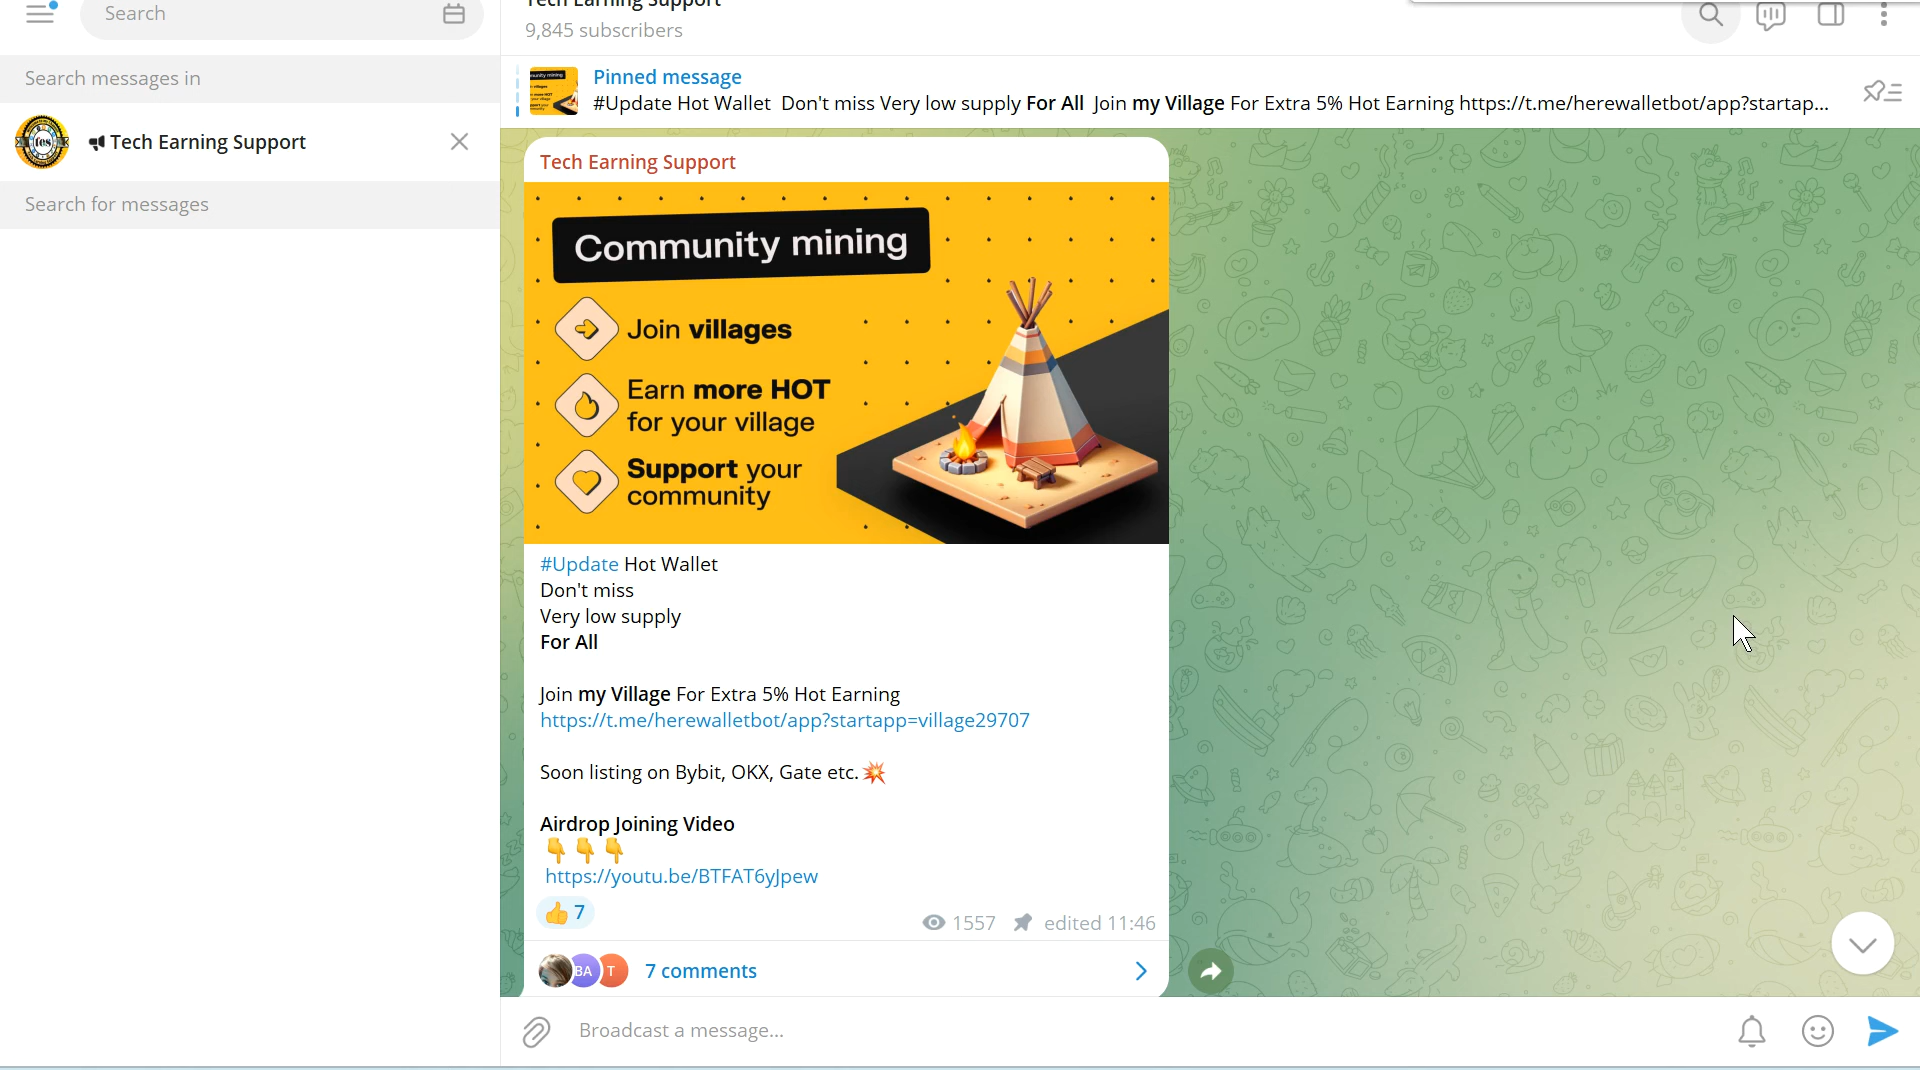 Search
Tech Earning Support
9,845 subscribers
Search messages in
Pinned message
#Update Hot Wallet Don't miss Very low supply For All Join my Village For Extra 5% Hot Earning https://t.me/herewalletbot/app?startap...
Tech Earning Support
Search for messages
Tech Earning Support
Community mining
Join villages
Earn more HOT
for your village
Support your
community
#Update Hot Wallet
Don't miss
Very low supply
For All
Join my Village For Extra 5% Hot Earning
https://t.me/herewalletbot/app?startapp=village29707
Soon listing on Bybit, OKX, Gate etc.💥
Airdrop Joining Video
👇👇👇
https://youtu.be/BTFAT6yJpew
👍 7
1557 edited 11:46
BA T 7 comments
Broadcast a message...